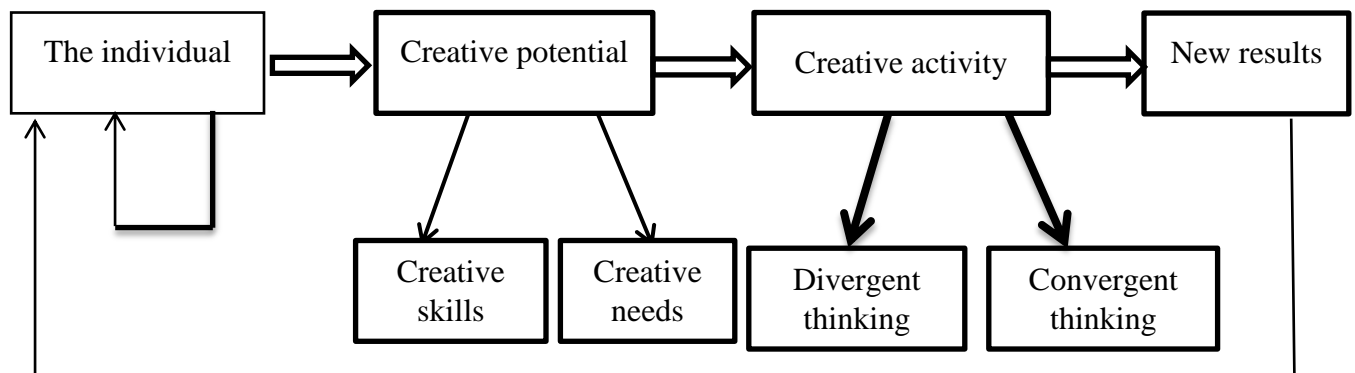 The individual
Creative potential
Creative activity
New results
Creative
skills
Creative
needs
Divergent
thinking
Convergent
thinking